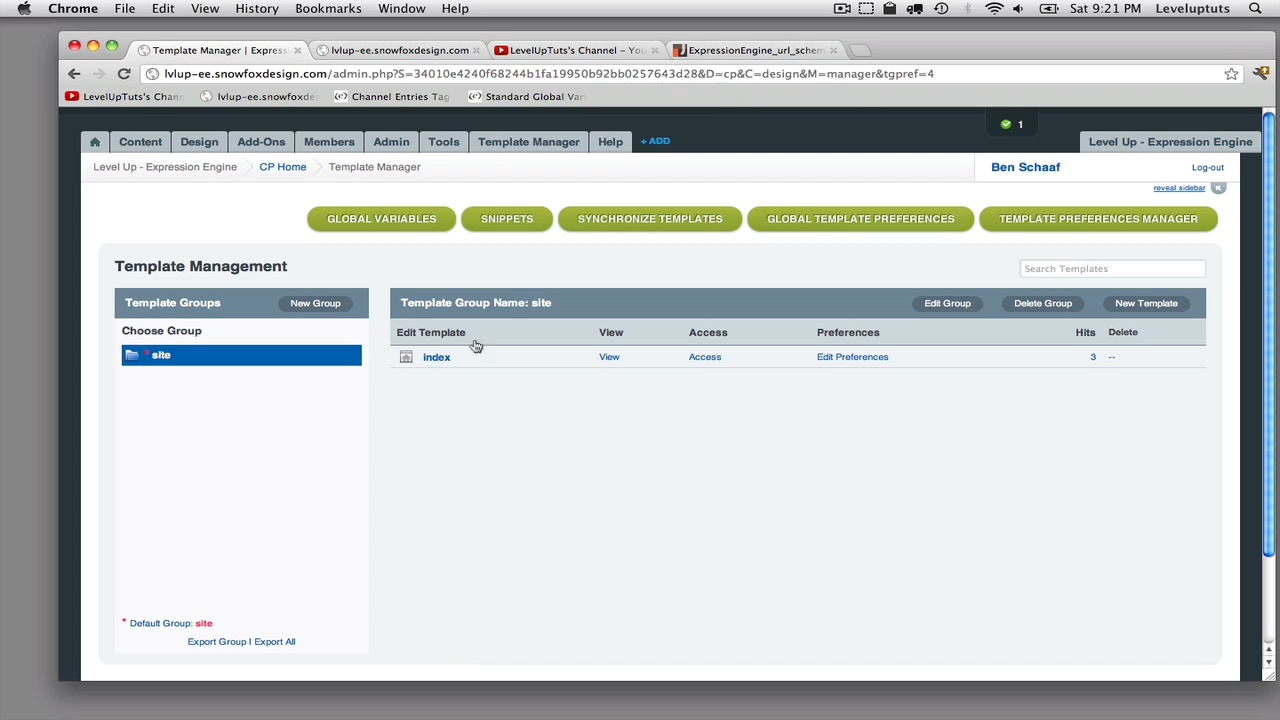 Chrome File Edit View History Bookmarks Window Help Sat 9:21 PM Leveluptuts
Template Manager | Express lvlup-ee.snowfoxdesign.com/ LevelUpTuts's Channel - You ExpressionEngine_url_schem
lvlup-ee.snowfoxdesign.com/admin.php?S=34010e4240f68244b1fa19950b92bb0257643d28&D=cp&C=design&M=manager&tgpref=4
LevelUpTuts's Chann lvlup-ee.snowfoxdes Channel Entries Tag Standard Global Var
1
Content Design Add-Ons Members Admin Tools Template Manager Help + ADD Level Up - Expression Engine
Level Up - Expression Engine CP Home Template Manager Ben Schaaf Log-out
reveal sidebar
GLOBAL VARIABLES SNIPPETS SYNCHRONIZE TEMPLATES GLOBAL TEMPLATE PREFERENCES TEMPLATE PREFERENCES MANAGER
Template Management Search Templates
Template Groups New Group Template Group Name: site Edit Group Delete Group New Template
Choose Group Edit Template View Access Preferences Hits Delete
* site index View Access Edit Preferences 3 --
* Default Group: site
Export Group | Export All